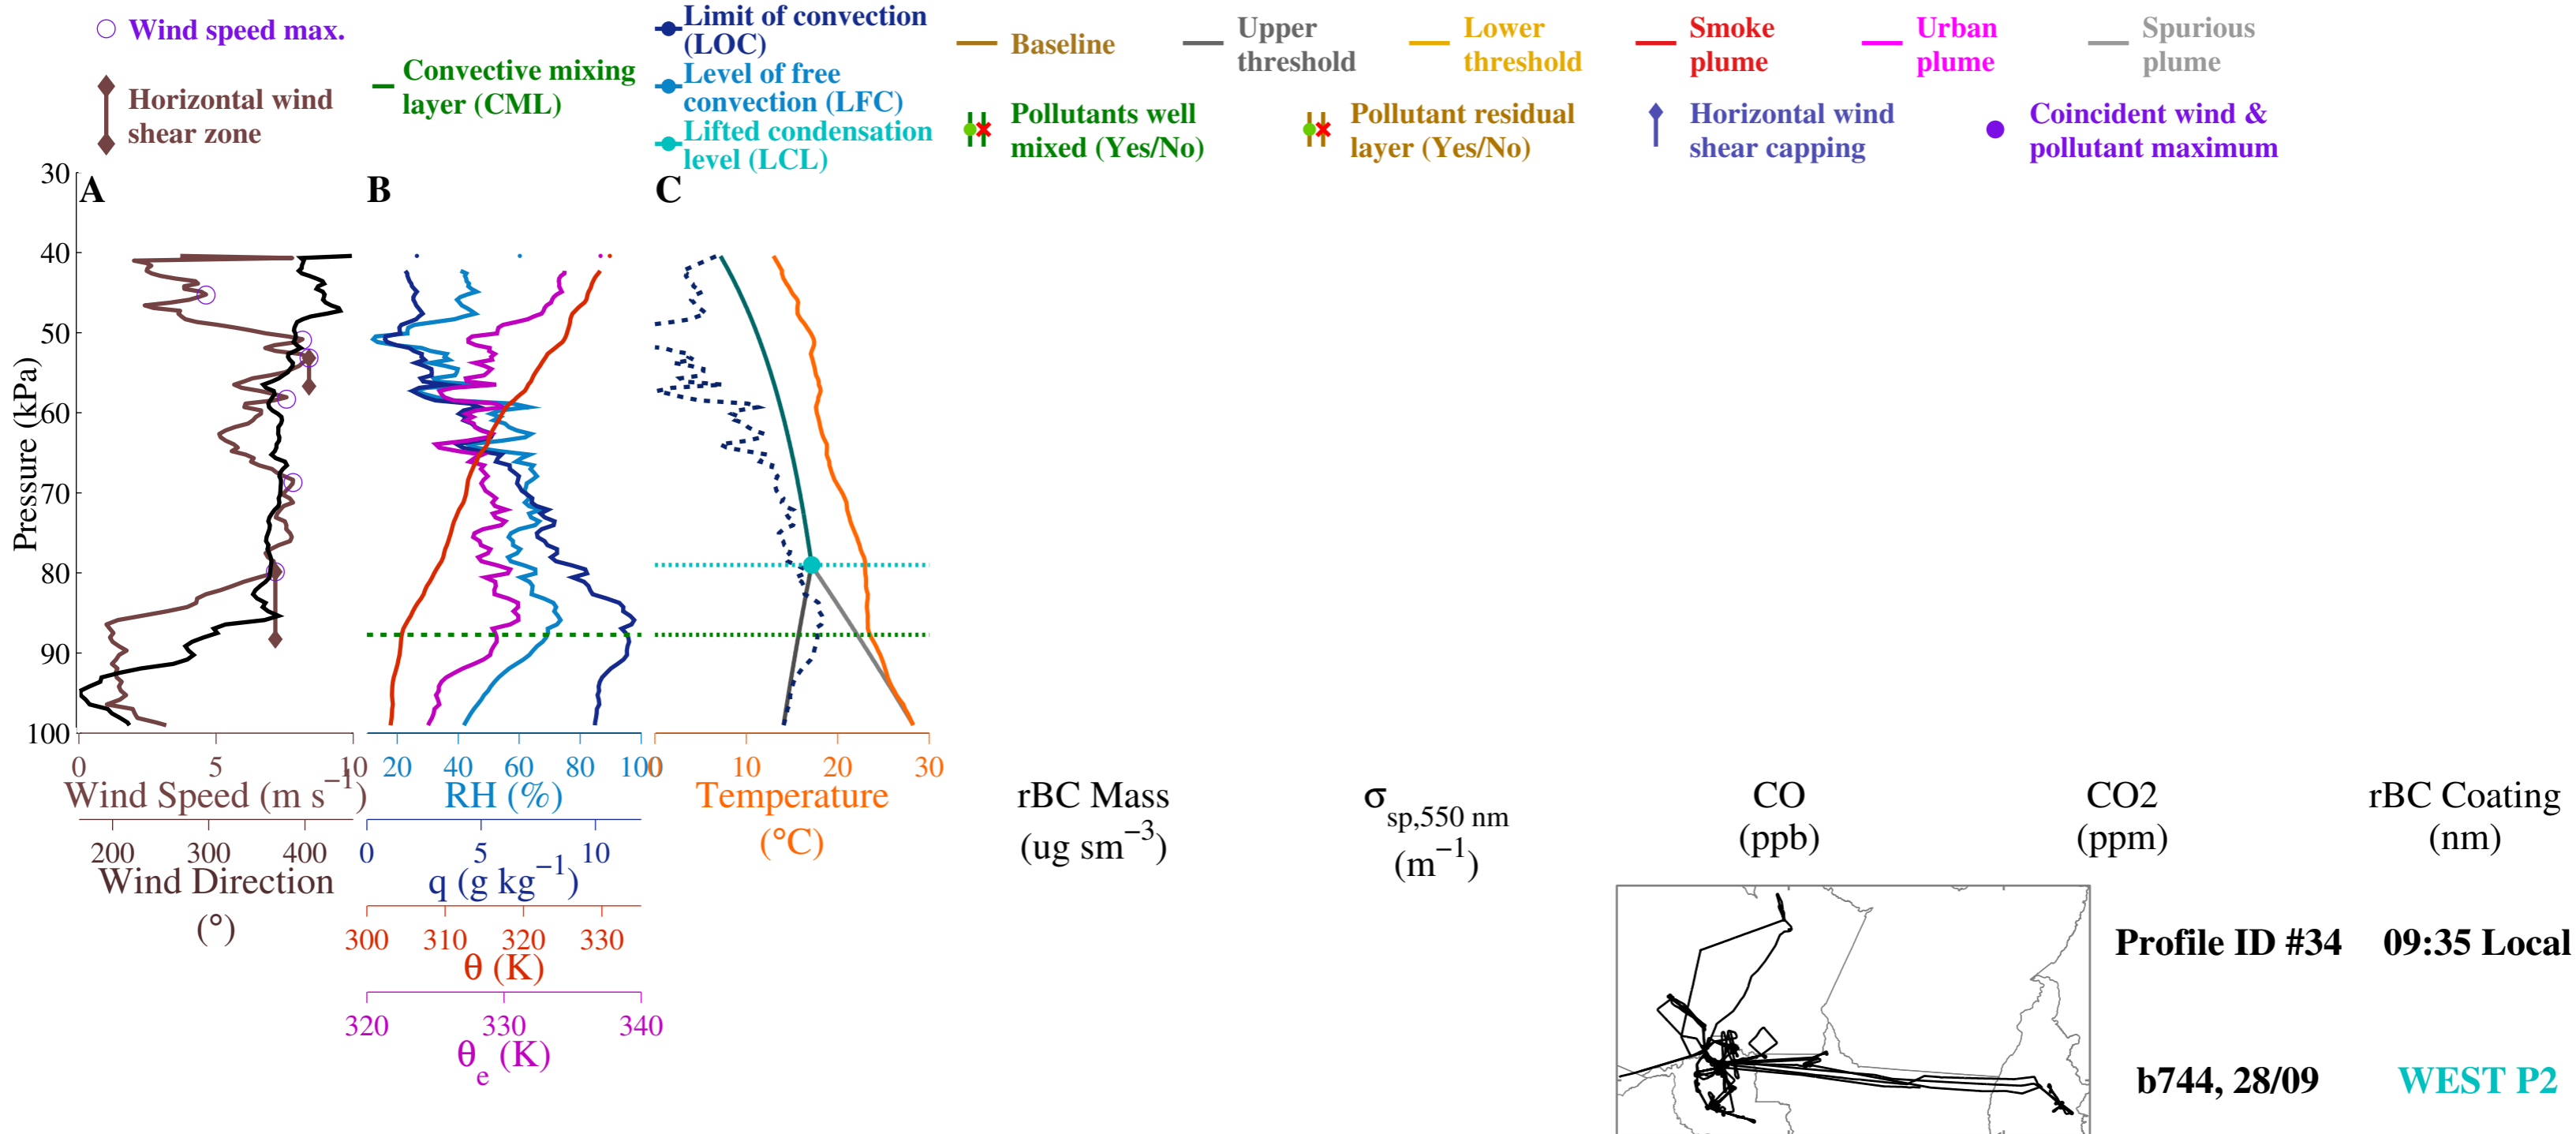 Wind speed max.
Horizontal wind
shear zone
Convective mixing
layer (CML)
Limit of convection
(LOC)
Level of free
convection (LFC)
Lifted condensation
level (LCL)
Baseline
Upper
threshold
Lower
threshold
Smoke
plume
Urban
plume
Spurious
plume
Pollutants well
mixed (Yes/No)
Pollutant residual
layer (Yes/No)
Horizontal wind
shear capping
Coincident wind &
pollutant maximum
A
B
C
Pressure (kPa)
30
40
50
60
70
80
90
100
0 5 10
Wind Speed (m s−1)
200 300 400
Wind Direction
(°)
20 40 60 80 100
RH (%)
0 5 10
q (g kg−1)
300 310 320 330
θ (K)
320 330 340
θe (K)
0 10 20 30
Temperature
(°C)
rBC Mass
(ug sm−3)
σsp,550 nm
(m−1)
CO
(ppb)
CO2
(ppm)
rBC Coating
(nm)
Profile ID #34
09:35 Local
b744, 28/09
WEST P2